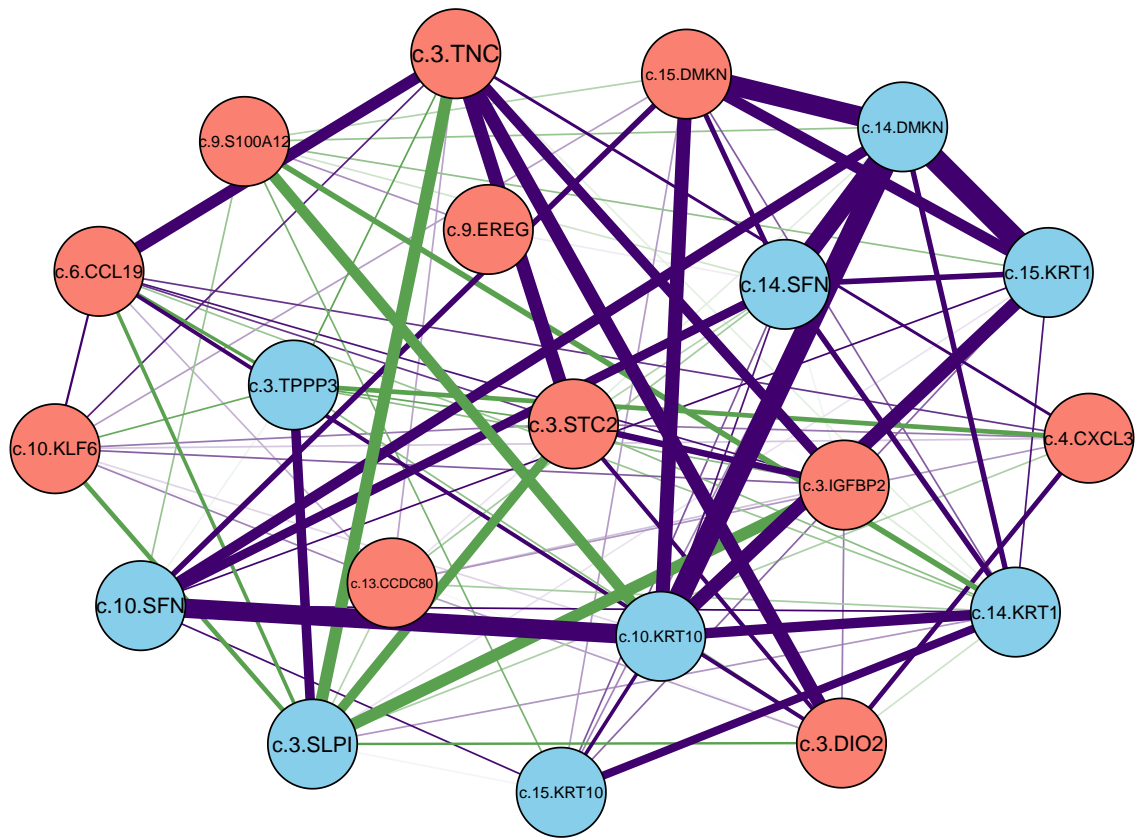 c.3.TNC
c.15.DMKN
c.14.DMKN
c.9.S100A12
c.9.EREG
c.6.CCL19
c.14.SFN
c.15.KRT1
c.3.TPPP3
c.3.STC2
c.4.CXCL3
c.10.KLF6
c.3.IGFBP2
c.13.CCDC80
c.10.SFN
c.14.KRT1
c.10.KRT10
c.3.SLPI
c.3.DIO2
c.15.KRT10